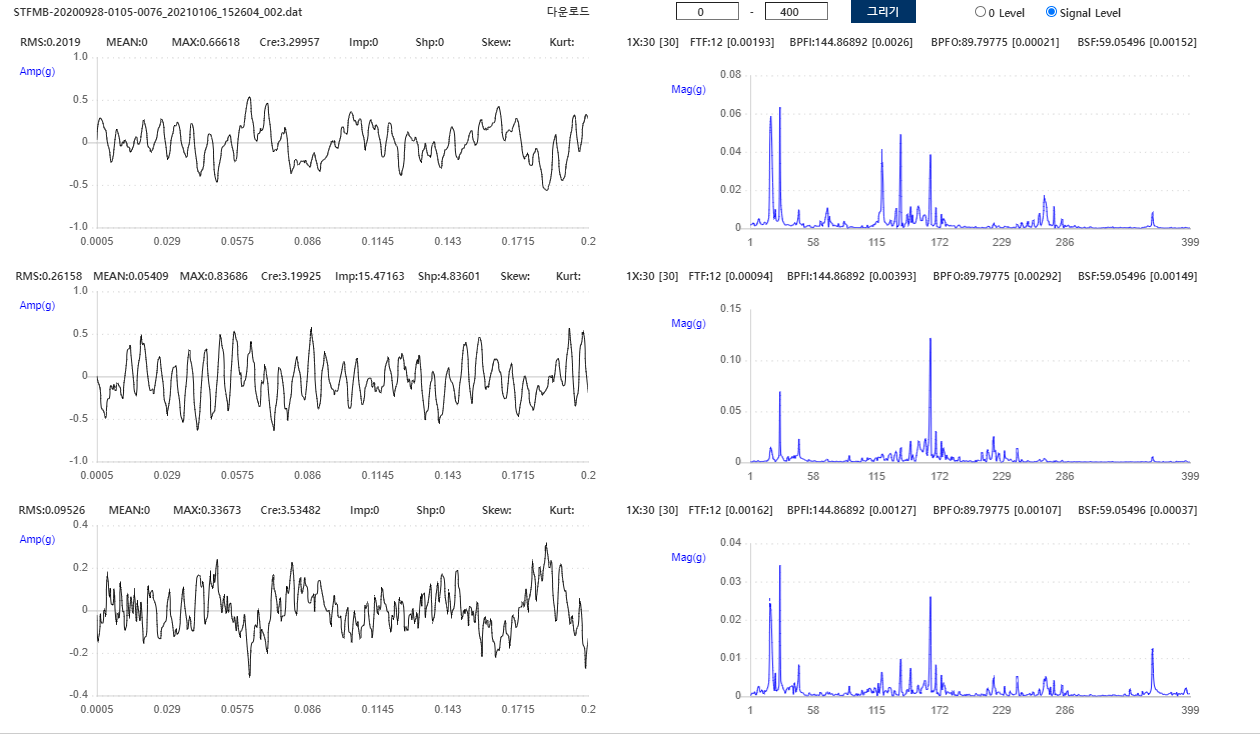 STFMB-20200928-0105-0076_20210106_152604_002.dat 다운로드 0 - 400 그리기 0 Level Signal Level
RMS:0.2019 MEAN:0 MAX:0.66618 Cre:3.29957 Imp:0 Shp:0 Skew: Kurt: 1X:30 [30] FTF:12 [0.00193] BPFI:144.86892 [0.0026] BPFO:89.79775 [0.00021] BSF:59.05496 [0.00152]
Amp(g)
1.0
0.5
0
-0.5
-1.0
0.0005 0.029 0.0575 0.086 0.1145 0.143 0.1715 0.2
Mag(g)
0.08
0.06
0.04
0.02
0
1 58 115 172 229 286 399
RMS:0.26158 MEAN:0.05409 MAX:0.83686 Cre:3.19925 Imp:15.47163 Shp:4.83601 Skew: Kurt: 1X:30 [30] FTF:12 [0.00094] BPFI:144.86892 [0.00393] BPFO:89.79775 [0.00292] BSF:59.05496 [0.00149]
Amp(g)
1.0
0.5
0
-0.5
-1.0
0.0005 0.029 0.0575 0.086 0.1145 0.143 0.1715 0.2
Mag(g)
0.15
0.10
0.05
0
1 58 115 172 229 286 399
RMS:0.09526 MEAN:0 MAX:0.33673 Cre:3.53482 Imp:0 Shp:0 Skew: Kurt: 1X:30 [30] FTF:12 [0.00162] BPFI:144.86892 [0.00127] BPFO:89.79775 [0.00107] BSF:59.05496 [0.00037]
Amp(g)
0.4
0.2
0
-0.2
-0.4
0.0005 0.029 0.0575 0.086 0.1145 0.143 0.1715 0.2
Mag(g)
0.04
0.03
0.02
0.01
0
1 58 115 172 229 286 399